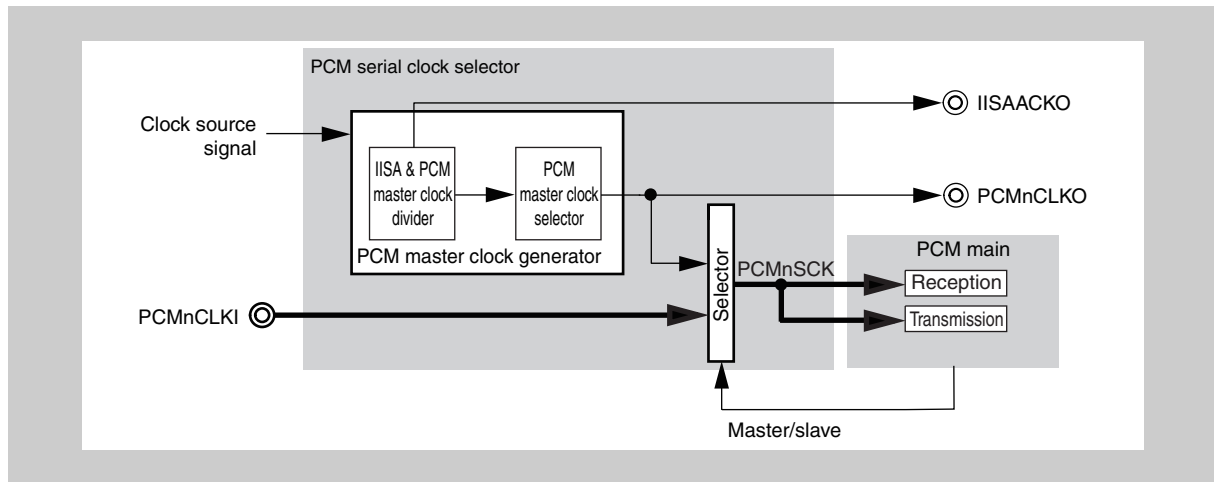 PCM serial clock selector
IISAACKO
Clock source
signal
IISA & PCM
master clock
divider
PCM
master clock
selector
PCMnCLKO
PCM master clock generator
PCM main
PCMnSCK
Reception
Selector
PCMnCLKI
Transmission
Master/slave